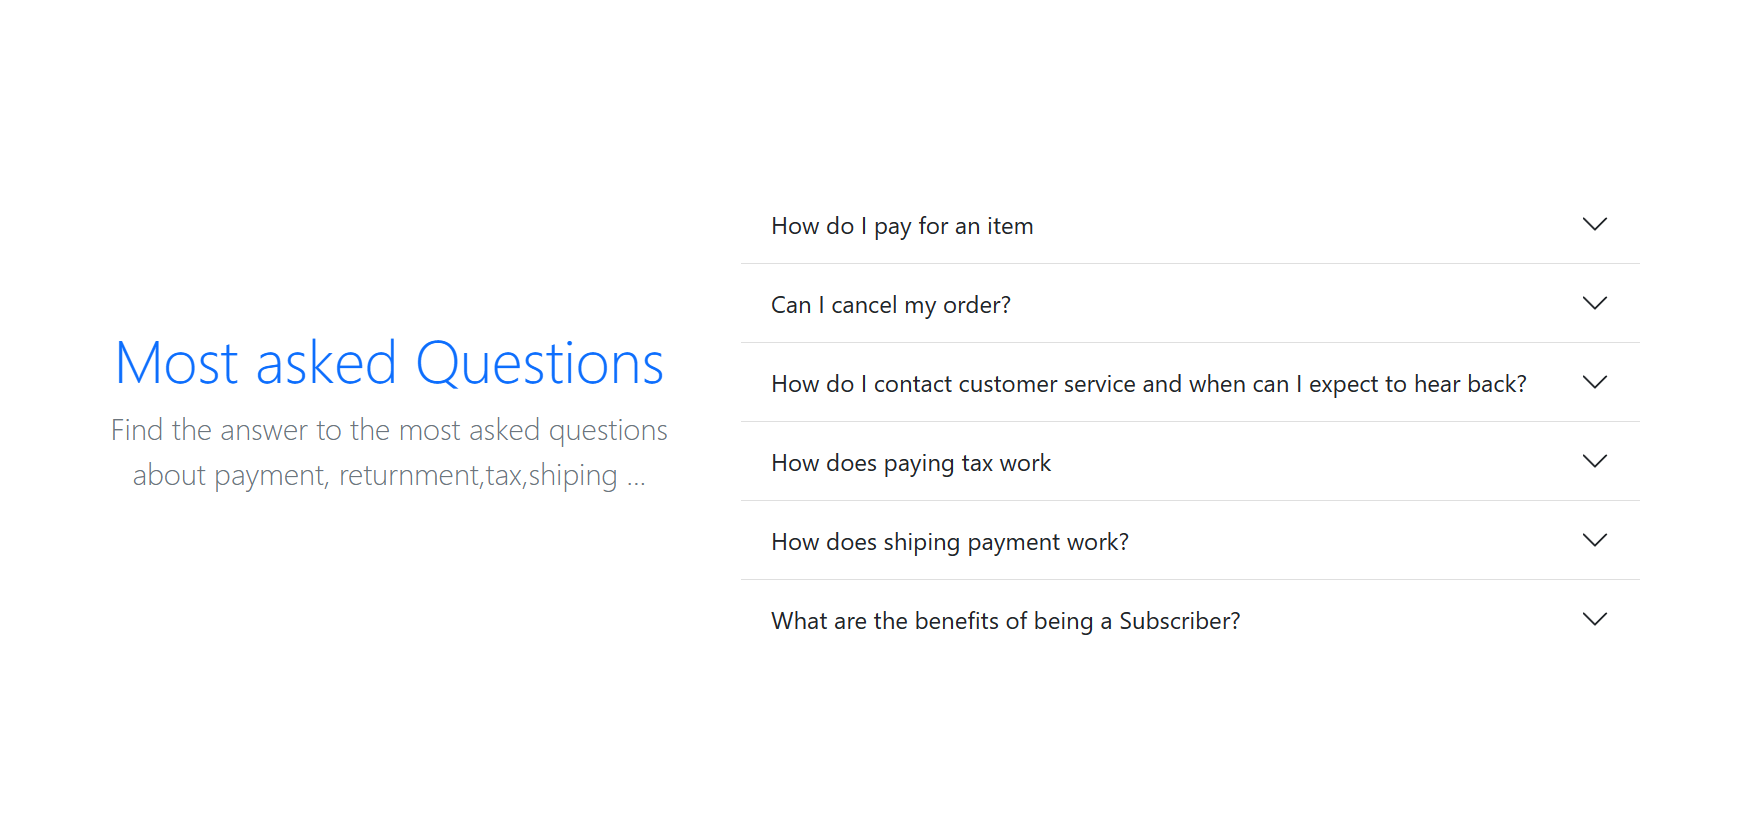 Most asked Questions
Find the answer to the most asked questions
about payment, returnment,tax,shiping ...
How do I pay for an item
Can I cancel my order?
How do I contact customer service and when can I expect to hear back?
How does paying tax work
How does shiping payment work?
What are the benefits of being a Subscriber?